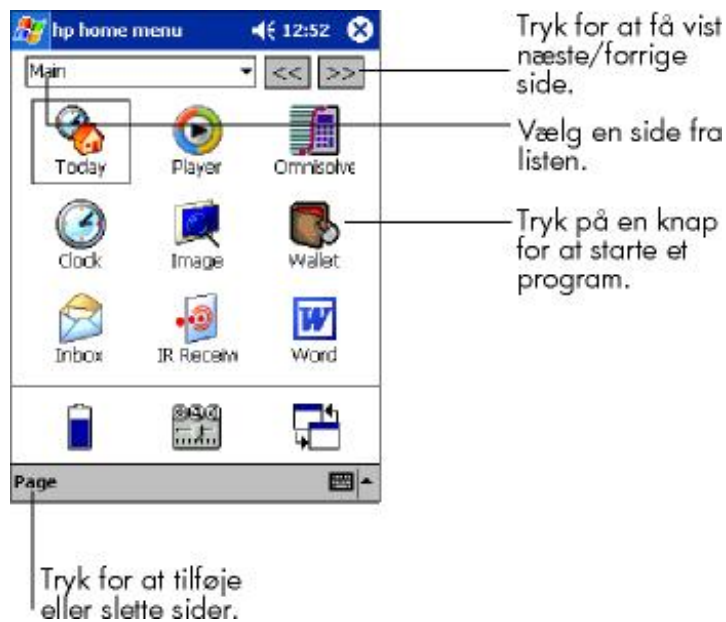 hp home menu 12:52
Tryk for at få vist
næste/forrige
side.
Main << >>
Vælg en side fra
listen.
Today Player Omnisolve
Tryk på en knap
for at starte et
program.
Clock Image Wallet
Inbox IR Receive Word
Page
Tryk for at tilføje
eller slette sider.